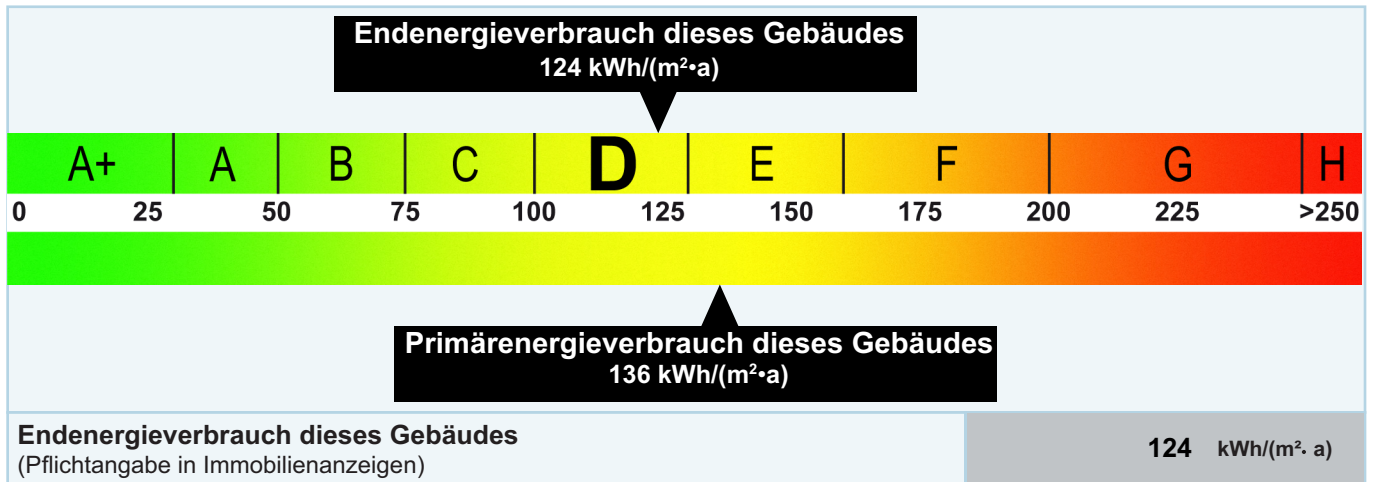 Endenergieverbrauch dieses Gebäudes
124 kWh/(m²•a)
A+ A B C D E F G H
0 25 50 75 100 125 150 175 200 225 >250
Primärenergieverbrauch dieses Gebäudes
136 kWh/(m²•a)
Endenergieverbrauch dieses Gebäudes
(Pflichtangabe in Immobilienanzeigen)
124 kWh/(m²· a)